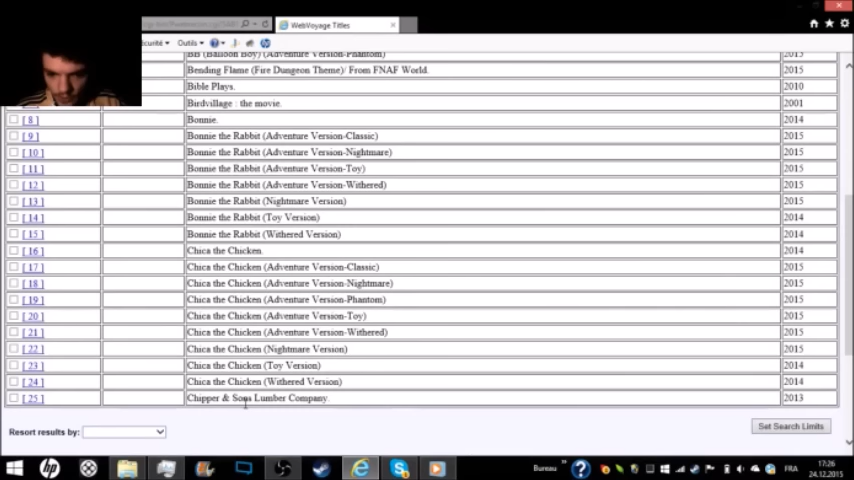 WebVoyage Titles
Sécurité Outils
BB (Balloon Boy) (Adventure Version-Phantom) 2015
Bending Flame (Fire Dungeon Theme)/ From FNAF World. 2015
Bible Plays. 2010
Birdvillage : the movie. 2001
[ 8 ] Bonnie. 2014
[ 9 ] Bonnie the Rabbit (Adventure Version-Classic) 2015
[ 10 ] Bonnie the Rabbit (Adventure Version-Nightmare) 2015
[ 11 ] Bonnie the Rabbit (Adventure Version-Toy) 2015
[ 12 ] Bonnie the Rabbit (Adventure Version-Withered) 2015
[ 13 ] Bonnie the Rabbit (Nightmare Version) 2015
[ 14 ] Bonnie the Rabbit (Toy Version) 2014
[ 15 ] Bonnie the Rabbit (Withered Version) 2014
[ 16 ] Chica the Chicken. 2014
[ 17 ] Chica the Chicken (Adventure Version-Classic) 2015
[ 18 ] Chica the Chicken (Adventure Version-Nightmare) 2015
[ 19 ] Chica the Chicken (Adventure Version-Phantom) 2015
[ 20 ] Chica the Chicken (Adventure Version-Toy) 2015
[ 21 ] Chica the Chicken (Adventure Version-Withered) 2015
[ 22 ] Chica the Chicken (Nightmare Version) 2015
[ 23 ] Chica the Chicken (Toy Version) 2014
[ 24 ] Chica the Chicken (Withered Version) 2014
[ 25 ] Chipper & Sons Lumber Company. 2013
Resort results by: Set Search Limits
Bureau FRA 17:26
24.12.2015